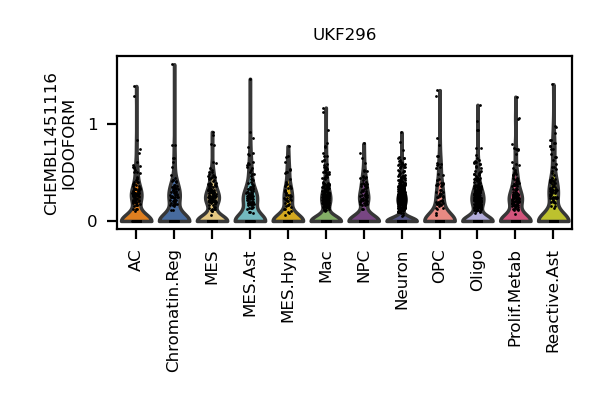 UKF296
CHEMBL1451116
IODOFORM
1
0
AC
Chromatin.Reg
MES
MES.Ast
MES.Hyp
Mac
NPC
Neuron
OPC
Oligo
Prolif.Metab
Reactive.Ast